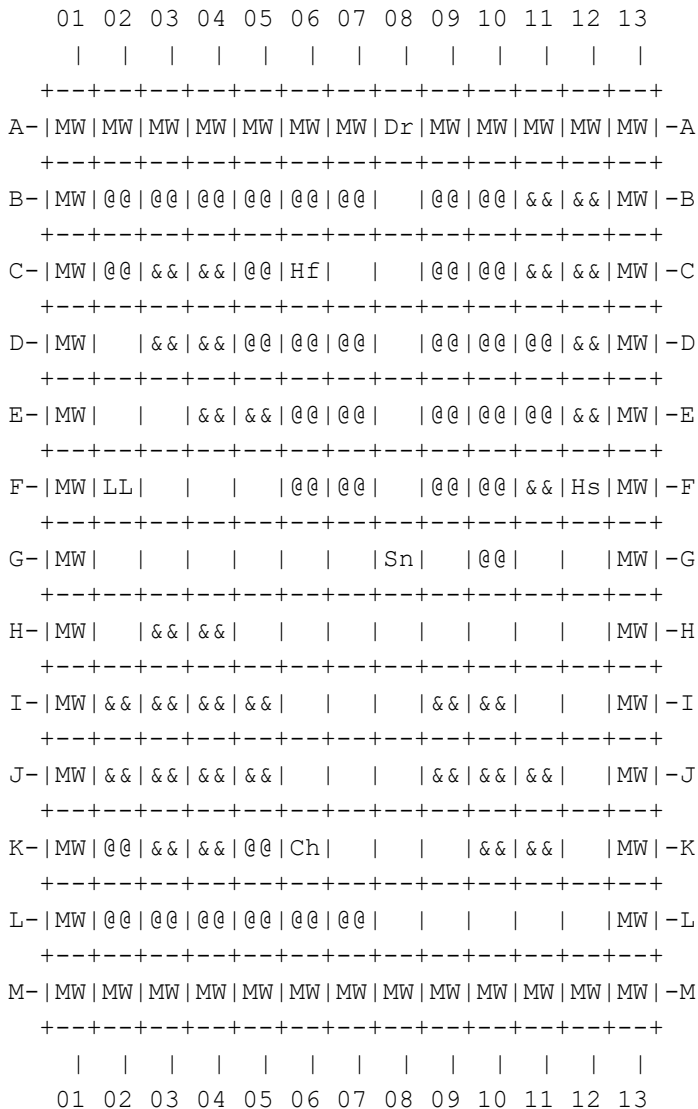 01 02 03 04 05 06 07 08 09 10 11 12 13
| | | | | | | | | | | | |
+--+--+--+--+--+--+--+--+--+--+--+--+--+
A-|MW|MW|MW|MW|MW|MW|MW|Dr|MW|MW|MW|MW|MW|-A
+--+--+--+--+--+--+--+--+--+--+--+--+--+
B-|MW|@@|@@|@@|@@|@@|@@|  |@@|@@|&&|&&|MW|-B
+--+--+--+--+--+--+--+--+--+--+--+--+--+
C-|MW|@@|&&|&&|@@|Hf|  |  |@@|@@|&&|&&|MW|-C
+--+--+--+--+--+--+--+--+--+--+--+--+--+
D-|MW|  |&&|&&|@@|@@|@@|  |@@|@@|@@|&&|MW|-D
+--+--+--+--+--+--+--+--+--+--+--+--+--+
E-|MW|  |  |&&|&&|@@|@@|  |@@|@@|@@|&&|MW|-E
+--+--+--+--+--+--+--+--+--+--+--+--+--+
F-|MW|LL|  |  |  |@@|@@|  |@@|@@|&&|Hs|MW|-F
+--+--+--+--+--+--+--+--+--+--+--+--+--+
G-|MW|  |  |  |  |  |  |Sn|  |@@|  |  |MW|-G
+--+--+--+--+--+--+--+--+--+--+--+--+--+
H-|MW|  |&&|&&|  |  |  |  |  |  |  |  |MW|-H
+--+--+--+--+--+--+--+--+--+--+--+--+--+
I-|MW|&&|&&|&&|&&|  |  |  |&&|&&|  |  |MW|-I
+--+--+--+--+--+--+--+--+--+--+--+--+--+
J-|MW|&&|&&|&&|&&|  |  |  |&&|&&|&&|  |MW|-J
+--+--+--+--+--+--+--+--+--+--+--+--+--+
K-|MW|@@|&&|&&|@@|Ch|  |  |  |&&|&&|  |MW|-K
+--+--+--+--+--+--+--+--+--+--+--+--+--+
L-|MW|@@|@@|@@|@@|@@|@@|  |  |  |  |  |MW|-L
+--+--+--+--+--+--+--+--+--+--+--+--+--+
M-|MW|MW|MW|MW|MW|MW|MW|MW|MW|MW|MW|MW|MW|-M
+--+--+--+--+--+--+--+--+--+--+--+--+--+
| | | | | | | | | | | | |
01 02 03 04 05 06 07 08 09 10 11 12 13